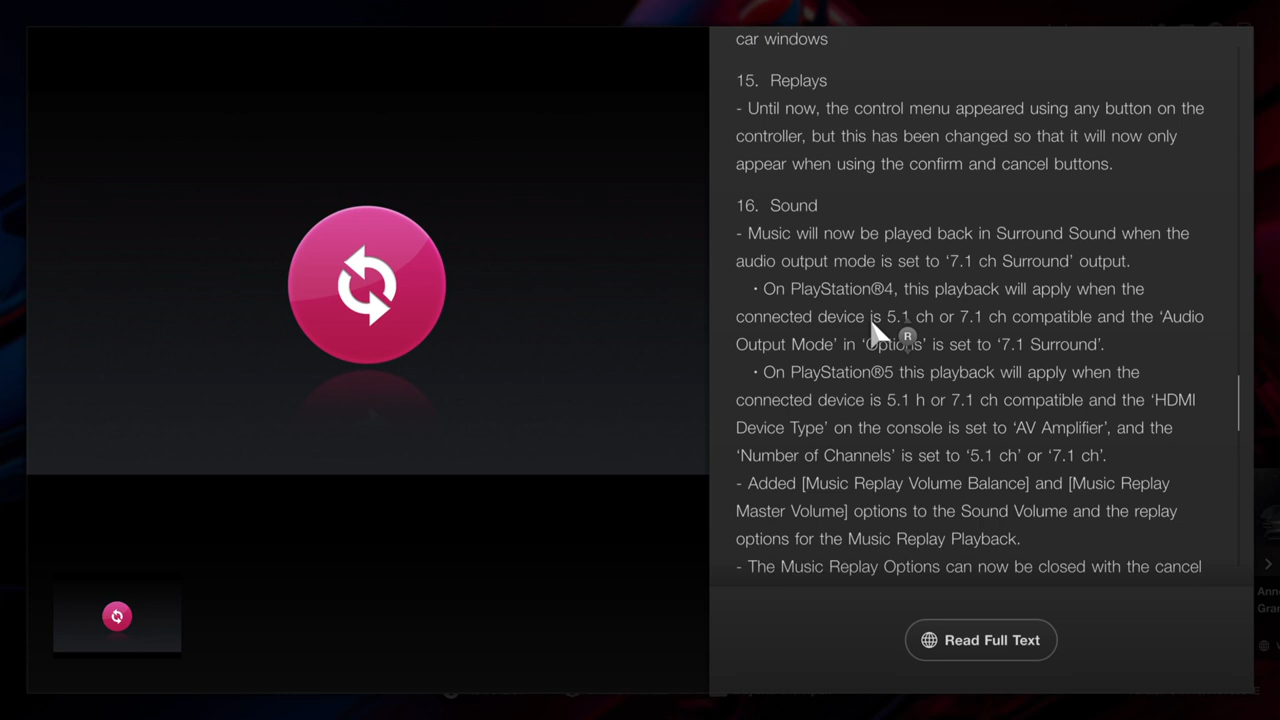 car windows
15. Replays
- Until now, the control menu appeared using any button on the
controller, but this has been changed so that it will now only
appear when using the confirm and cancel buttons.
16. Sound
- Music will now be played back in Surround Sound when the
audio output mode is set to ‘7.1 ch Surround’ output.
・On PlayStation®4, this playback will apply when the
connected device is 5.1 ch or 7.1 ch compatible and the ‘Audio
Output Mode’ in ‘Options’ is set to ‘7.1 Surround’.
・On PlayStation®5 this playback will apply when the
connected device is 5.1 h or 7.1 ch compatible and the ‘HDMI
Device Type’ on the console is set to ‘AV Amplifier’, and the
‘Number of Channels’ is set to ‘5.1 ch’ or ‘7.1 ch’.
- Added [Music Replay Volume Balance] and [Music Replay
Master Volume] options to the Sound Volume and the replay
options for the Music Replay Playback.
- The Music Replay Options can now be closed with the cancel
R
Read Full Text